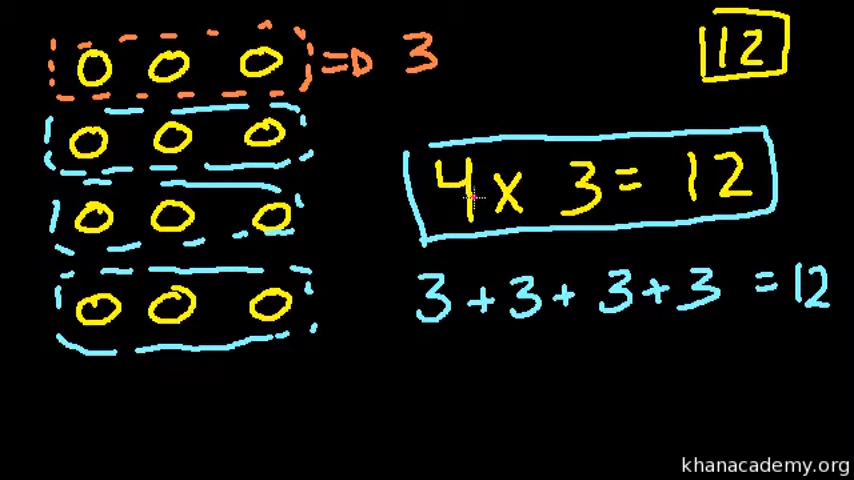 =D 3
12
4 x 3 = 12
3 + 3 + 3 + 3 = 12
khanacademy.org